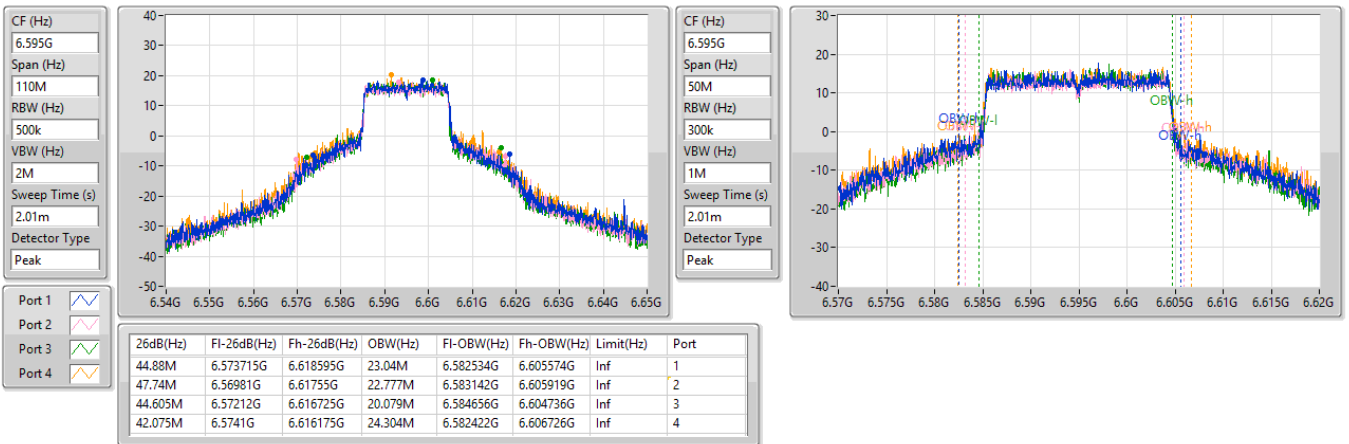 CF (Hz)
6.595G
Span (Hz)
110M
RBW (Hz)
500k
VBW (Hz)
2M
Sweep Time (s)
2.01m
Detector Type
Peak
40
30
20
10
0
-10
-20
-30
-40
-50
6.54G 6.55G 6.56G 6.57G 6.58G 6.59G 6.6G 6.61G 6.62G 6.63G 6.64G 6.65G
CF (Hz)
6.595G
Span (Hz)
50M
RBW (Hz)
300k
VBW (Hz)
1M
Sweep Time (s)
2.01m
Detector Type
Peak
30
20
10
0
-10
-20
-30
-40
OBW-h
OBW-h
6.57G 6.575G 6.58G 6.585G 6.59G 6.595G 6.6G 6.605G 6.61G 6.615G 6.62G
Port 1
Port 2
Port 3
Port 4
26dB(Hz) Fl-26dB(Hz) Fh-26dB(Hz) OBW(Hz) Fl-OBW(Hz) Fh-OBW(Hz) Limit(Hz) Port
44.88M 6.573715G 6.618595G 23.04M 6.582534G 6.605574G Inf 1
47.74M 6.56981G 6.61755G 22.777M 6.583142G 6.605919G Inf 2
44.605M 6.57212G 6.616725G 20.079M 6.584656G 6.604736G Inf 3
42.075M 6.5741G 6.616175G 24.304M 6.582422G 6.606726G Inf 4